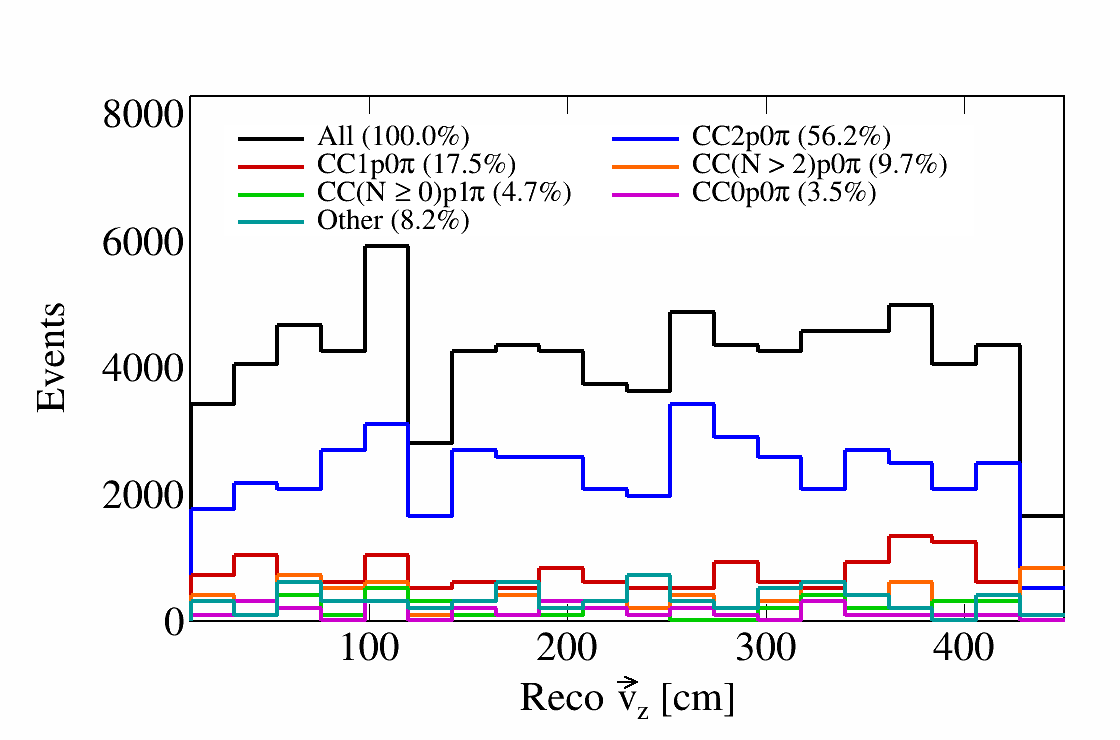 8000
All (100.0%) CC2p0π (56.2%)
CC1p0π (17.5%) CC(N > 2)p0π (9.7%)
CC(N ≥ 0)p1π (4.7%) CC0p0π (3.5%)
Other (8.2%)
6000
Events
4000
2000
0
100 200 300 400
Reco v⃗z [cm]